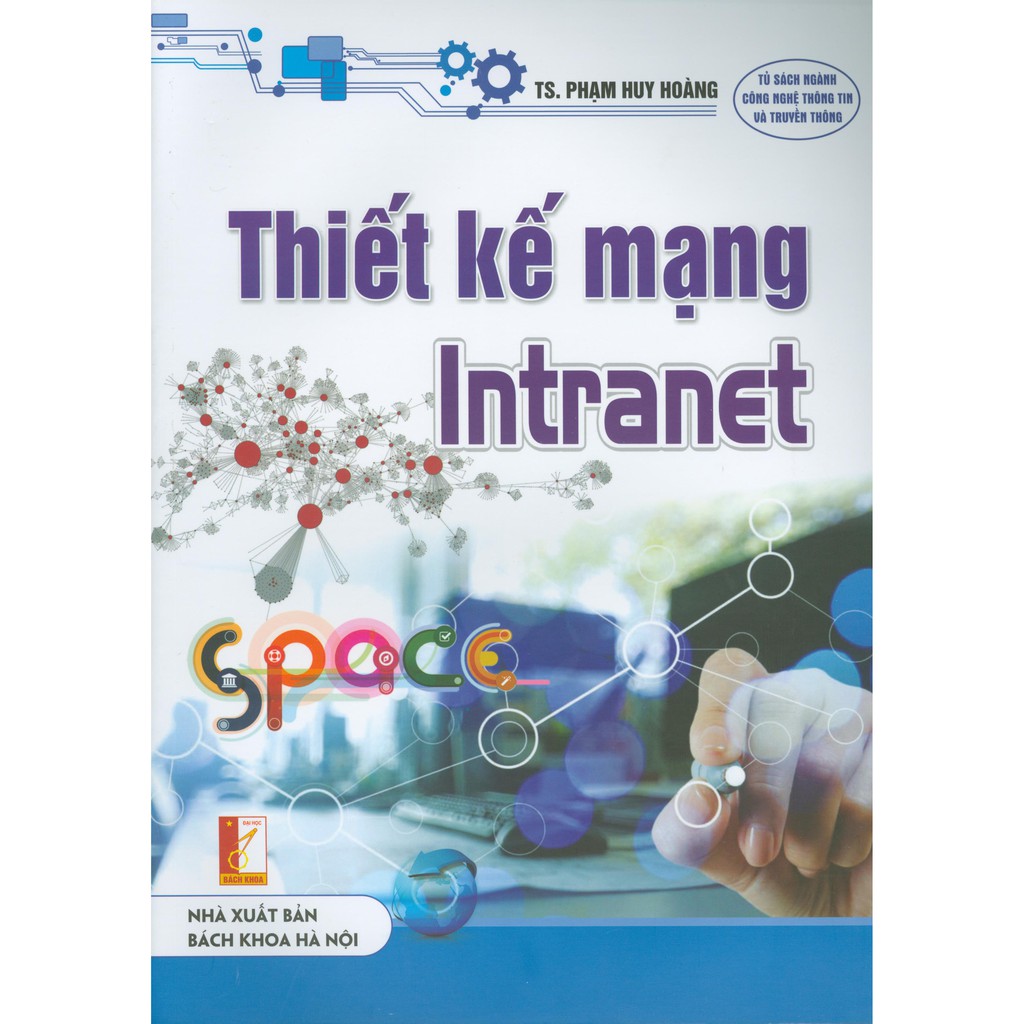 TS. PHẠM HUY HOÀNG
TỦ SÁCH NGÀNH
CÔNG NGHỆ THÔNG TIN
VÀ TRUYỀN THÔNG
Thiết kế mạng
Intranet
space
ĐẠI HỌC
BÁCH KHOA
NHÀ XUẤT BẢN
BÁCH KHOA HÀ NỘI